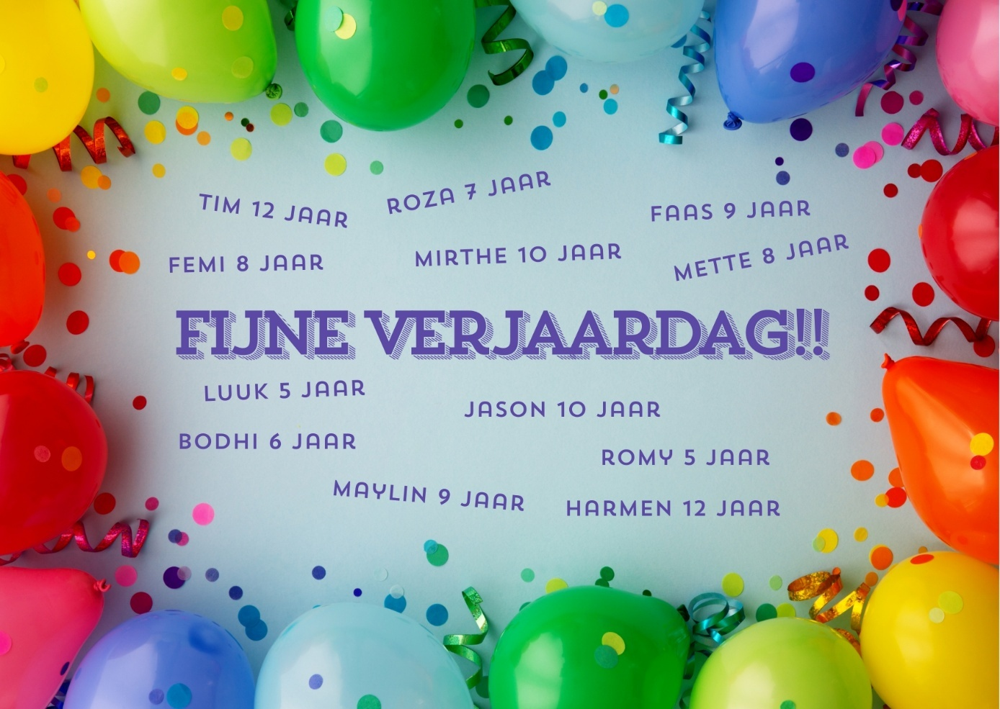 TIM 12 JAAR
ROZA 7 JAAR
FAAS 9 JAAR
FEMI 8 JAAR
MIRTHE 10 JAAR
METTE 8 JAAR
FIJNE VERJAARDAG!!
LUUK 5 JAAR
JASON 10 JAAR
BODHI 6 JAAR
ROMY 5 JAAR
MAYLIN 9 JAAR
HARMEN 12 JAAR